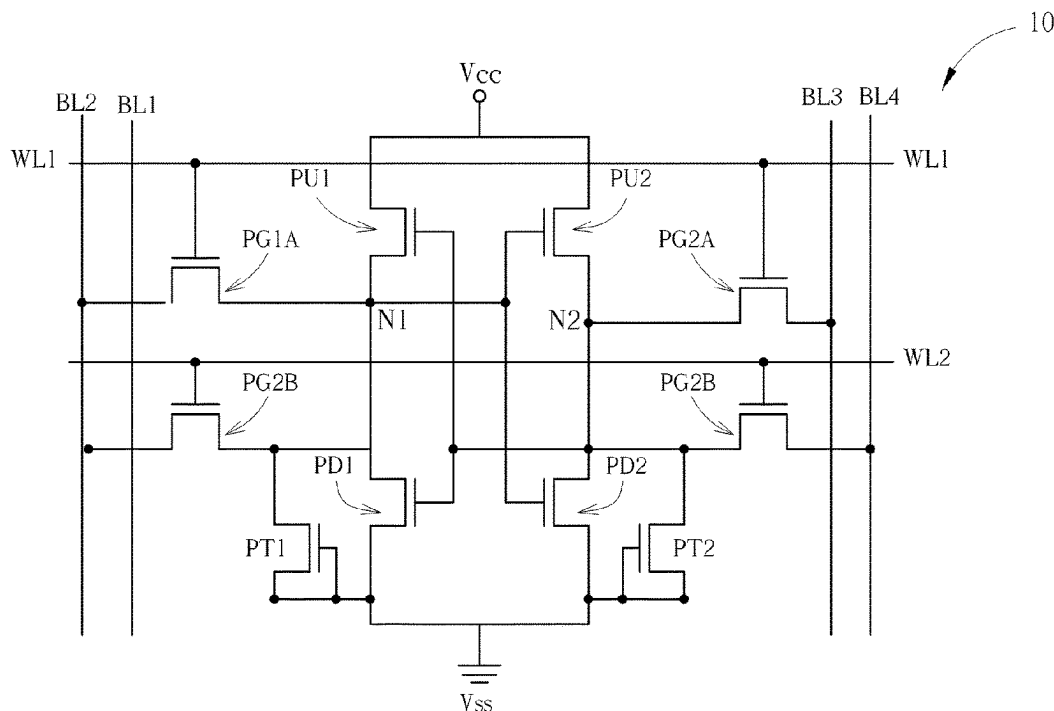 10
Vcc
BL2 BL1 BL3 BL4
WL1 WL1
PU1 PU2
PG1A PG2A
N1 N2
WL2
PG2B PG2B
PD1 PD2
PT1 PT2
Vss